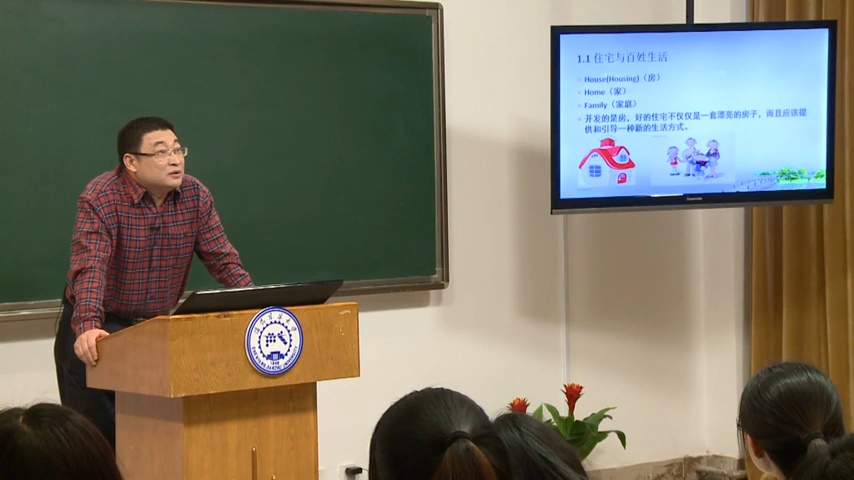 1.1 住宅与百姓生活
House(Housing)（房）
Home（家）
Family（家庭）
开发的是房，好的住宅不仅仅是一套漂亮的房子，而且应该提
供和引导一种新的生活方式。